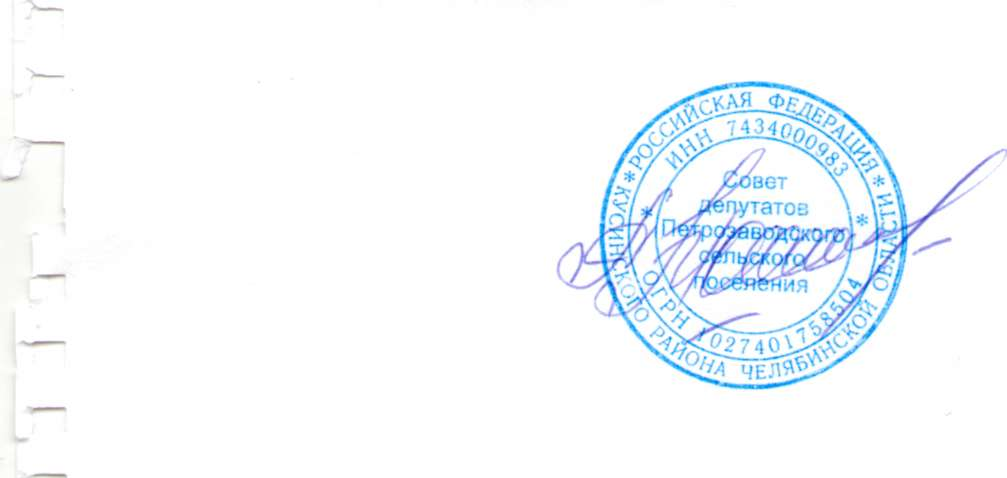 РОССИЙСКАЯ ФЕДЕРАЦИЯ
КУСИНСКОГО РАЙОНА ЧЕЛЯБИНСКОЙ ОБЛАСТИ
ИНН 7434000983
ОГРН 1027401758504
Совет
депутатов
Петрозаводского
сельского
поселения